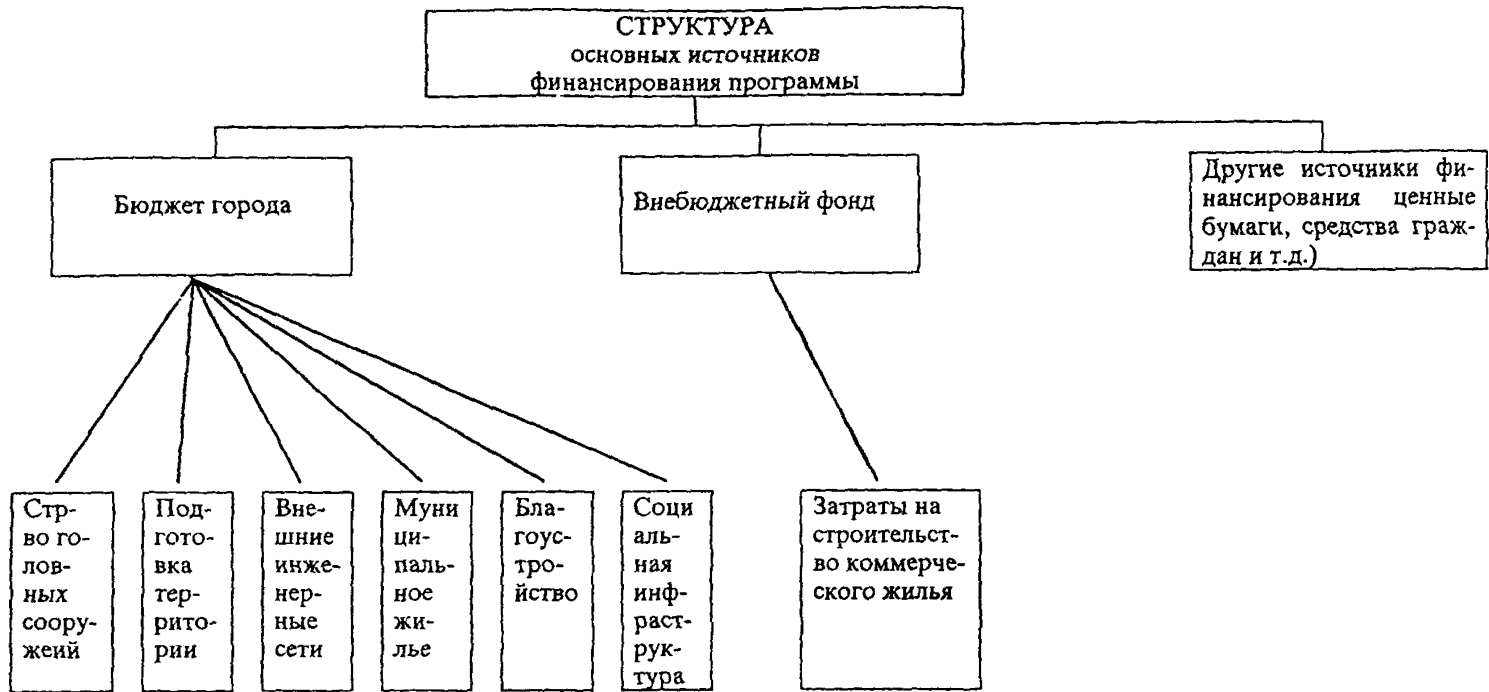 СТРУКТУРА
основных источников
финансирования программы
Бюджет города
Внебюджетный фонд
Другие источники фи-
нансирования ценные
бумаги, средства граж-
дан и т.д.)
Стр-
во го-
лов-
ных
соору-
жеий
Под-
гото-
вка
тер-
рито-
рии
Вне-
шние
инже-
нер-
ные
сети
Муни
ци-
паль-
ное
жи-
лье
Бла-
гоус-
тро-
йство
Соци
аль-
ная
инф-
раст-
рук-
тура
Затраты на
строительст-
во коммерче-
ского жилья